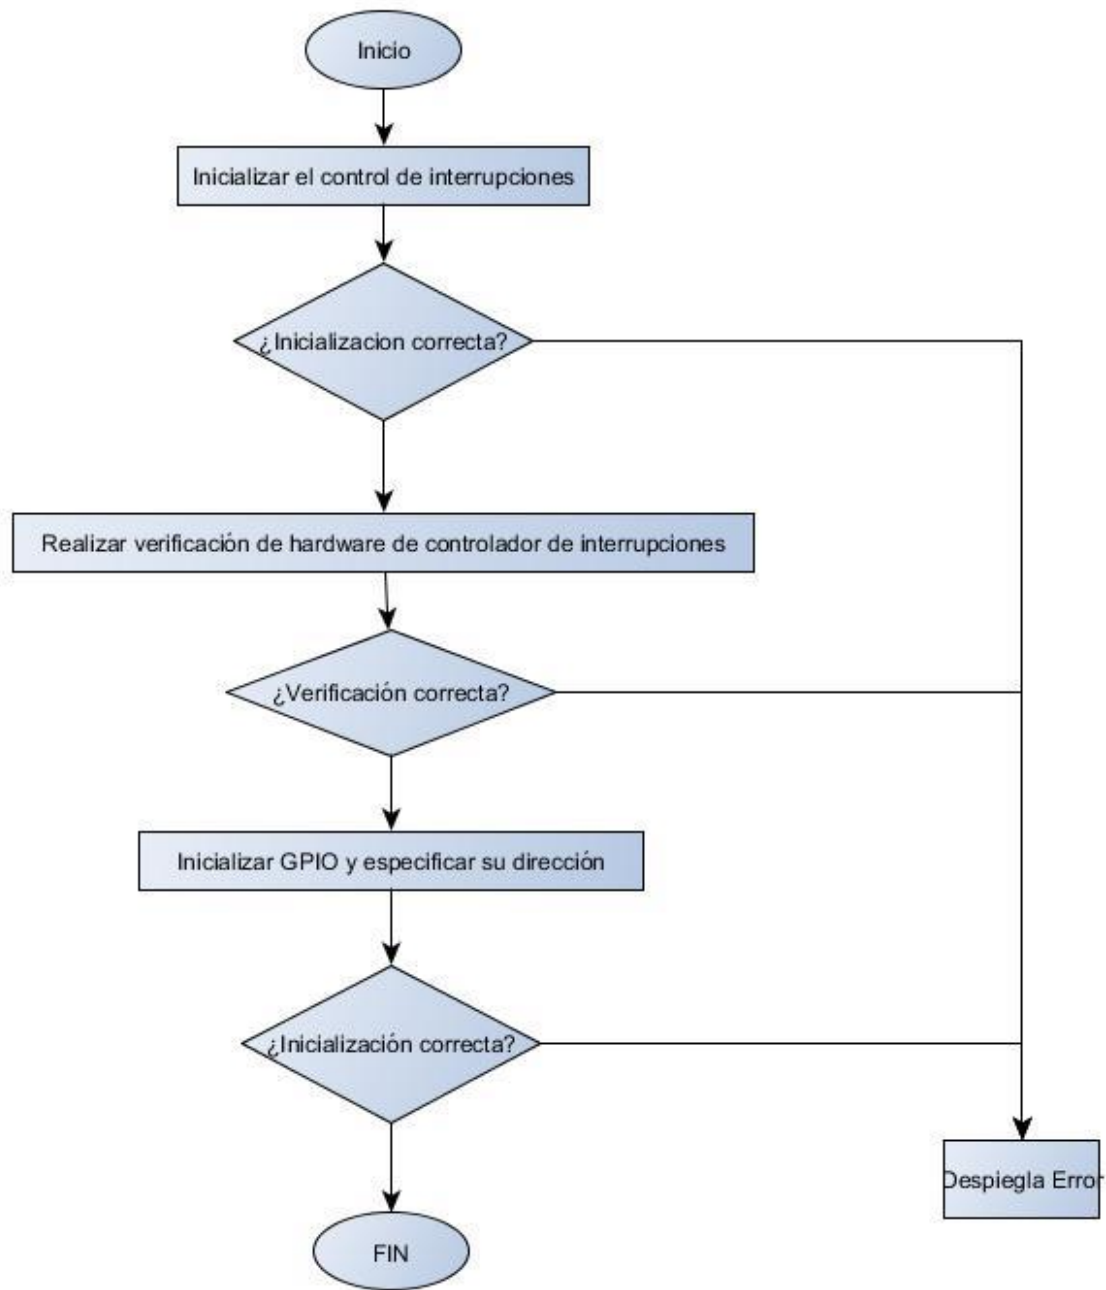 Inicio
Inicializar el control de interrupciones
¿Inicializacion correcta?
Realizar verificación de hardware de controlador de interrupciones
¿Verificación correcta?
Inicializar GPIO y especificar su dirección
¿Inicialización correcta?
Despiegla Error
FIN